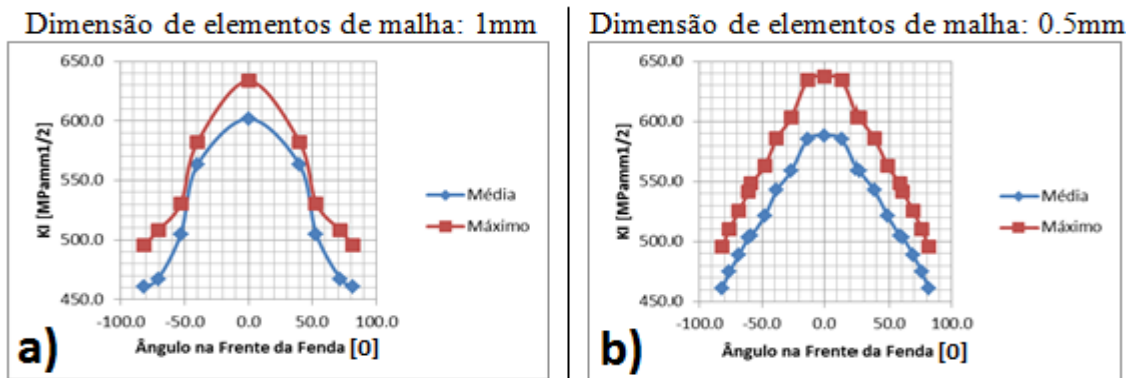 Dimensão de elementos de malha: 1mm
650.0
600.0
550.0
500.0
450.0
-100.0 -50.0 0.0 50.0 100.0
KI [MPamm1/2]
Ângulo na Frente da Fenda [0]
Média
Máximo
a)
Dimensão de elementos de malha: 0.5mm
650.0
600.0
550.0
500.0
450.0
-100.0 -50.0 0.0 50.0 100.0
KI [MPamm1/2]
Ângulo na Frente da Fenda [0]
Média
Máximo
b)